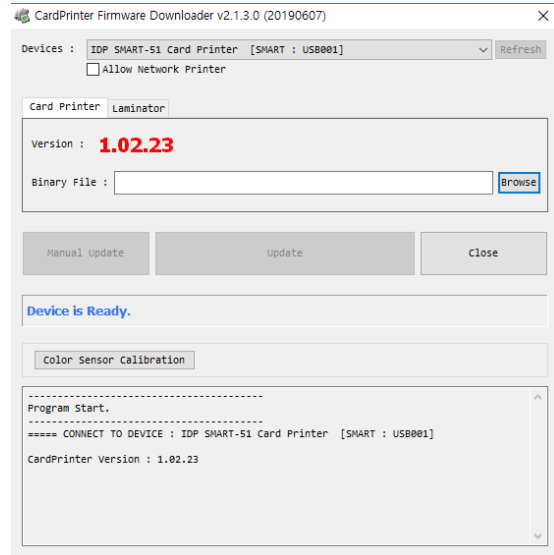 CardPrinter Firmware Downloader v2.1.3.0 (20190607)
Devices : IDP SMART-51 Card Printer [SMART : USB001] Refresh
Allow Network Printer
Card Printer Laminator
Version : 1.02.23
Binary File : Browse
Manual Update Update Close
Device is Ready.
Color Sensor Calibration
----------------------------------------
Program Start.
----------------------------------------
===== CONNECT TO DEVICE : IDP SMART-51 Card Printer [SMART : USB001]
CardPrinter Version : 1.02.23